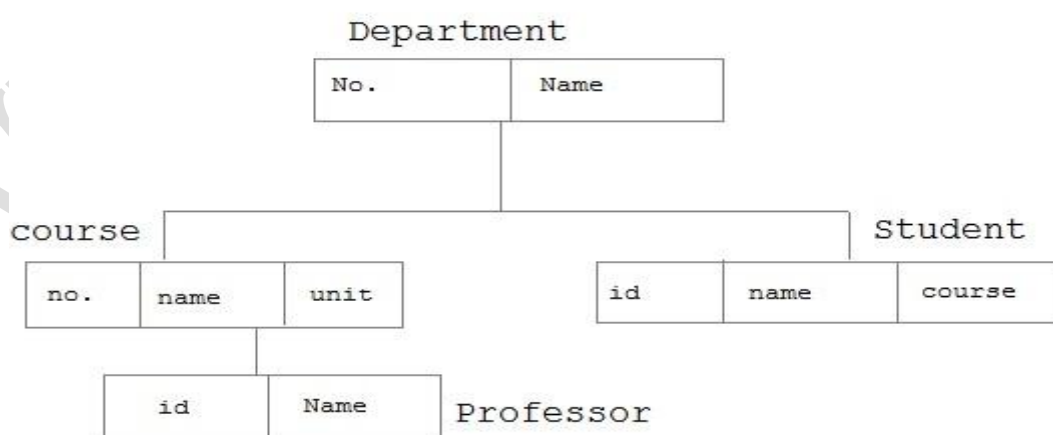 Department
No. Name
course
Student
no. name unit
id name course
id Name
Professor